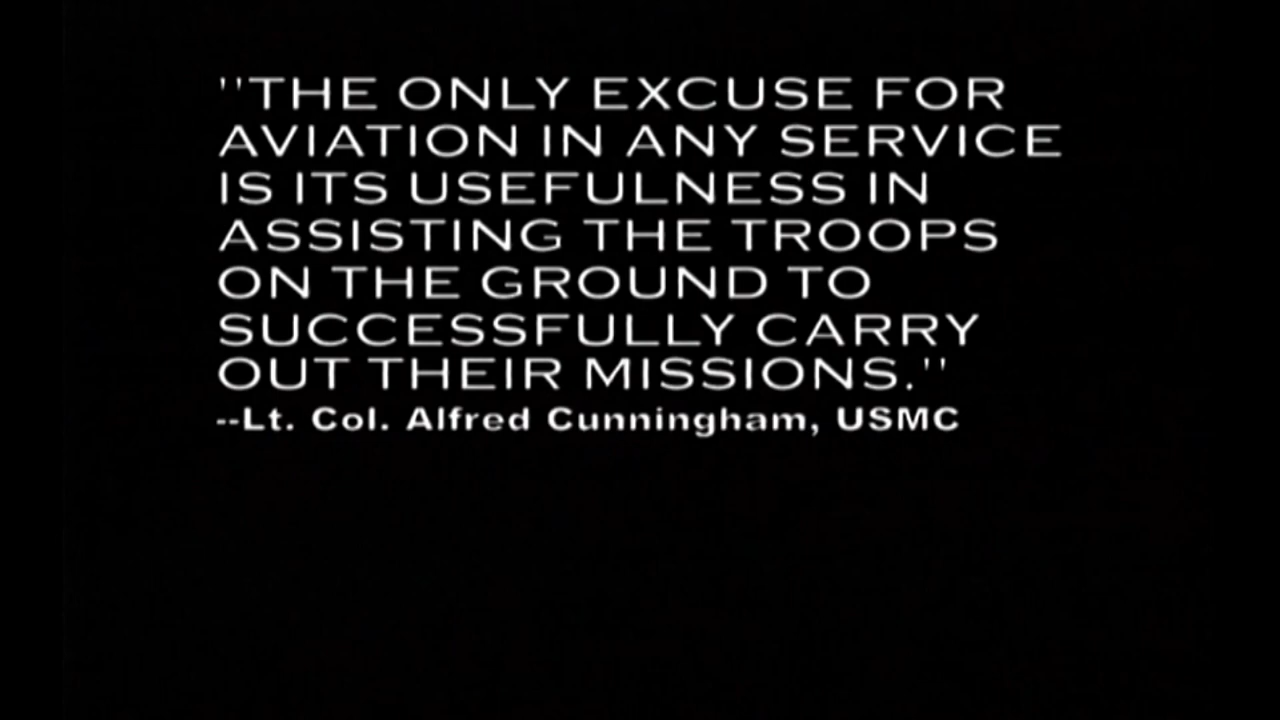 "THE ONLY EXCUSE FOR
AVIATION IN ANY SERVICE
IS ITS USEFULNESS IN
ASSISTING THE TROOPS
ON THE GROUND TO
SUCCESSFULLY CARRY
OUT THEIR MISSIONS."
--Lt. Col. Alfred Cunningham, USMC